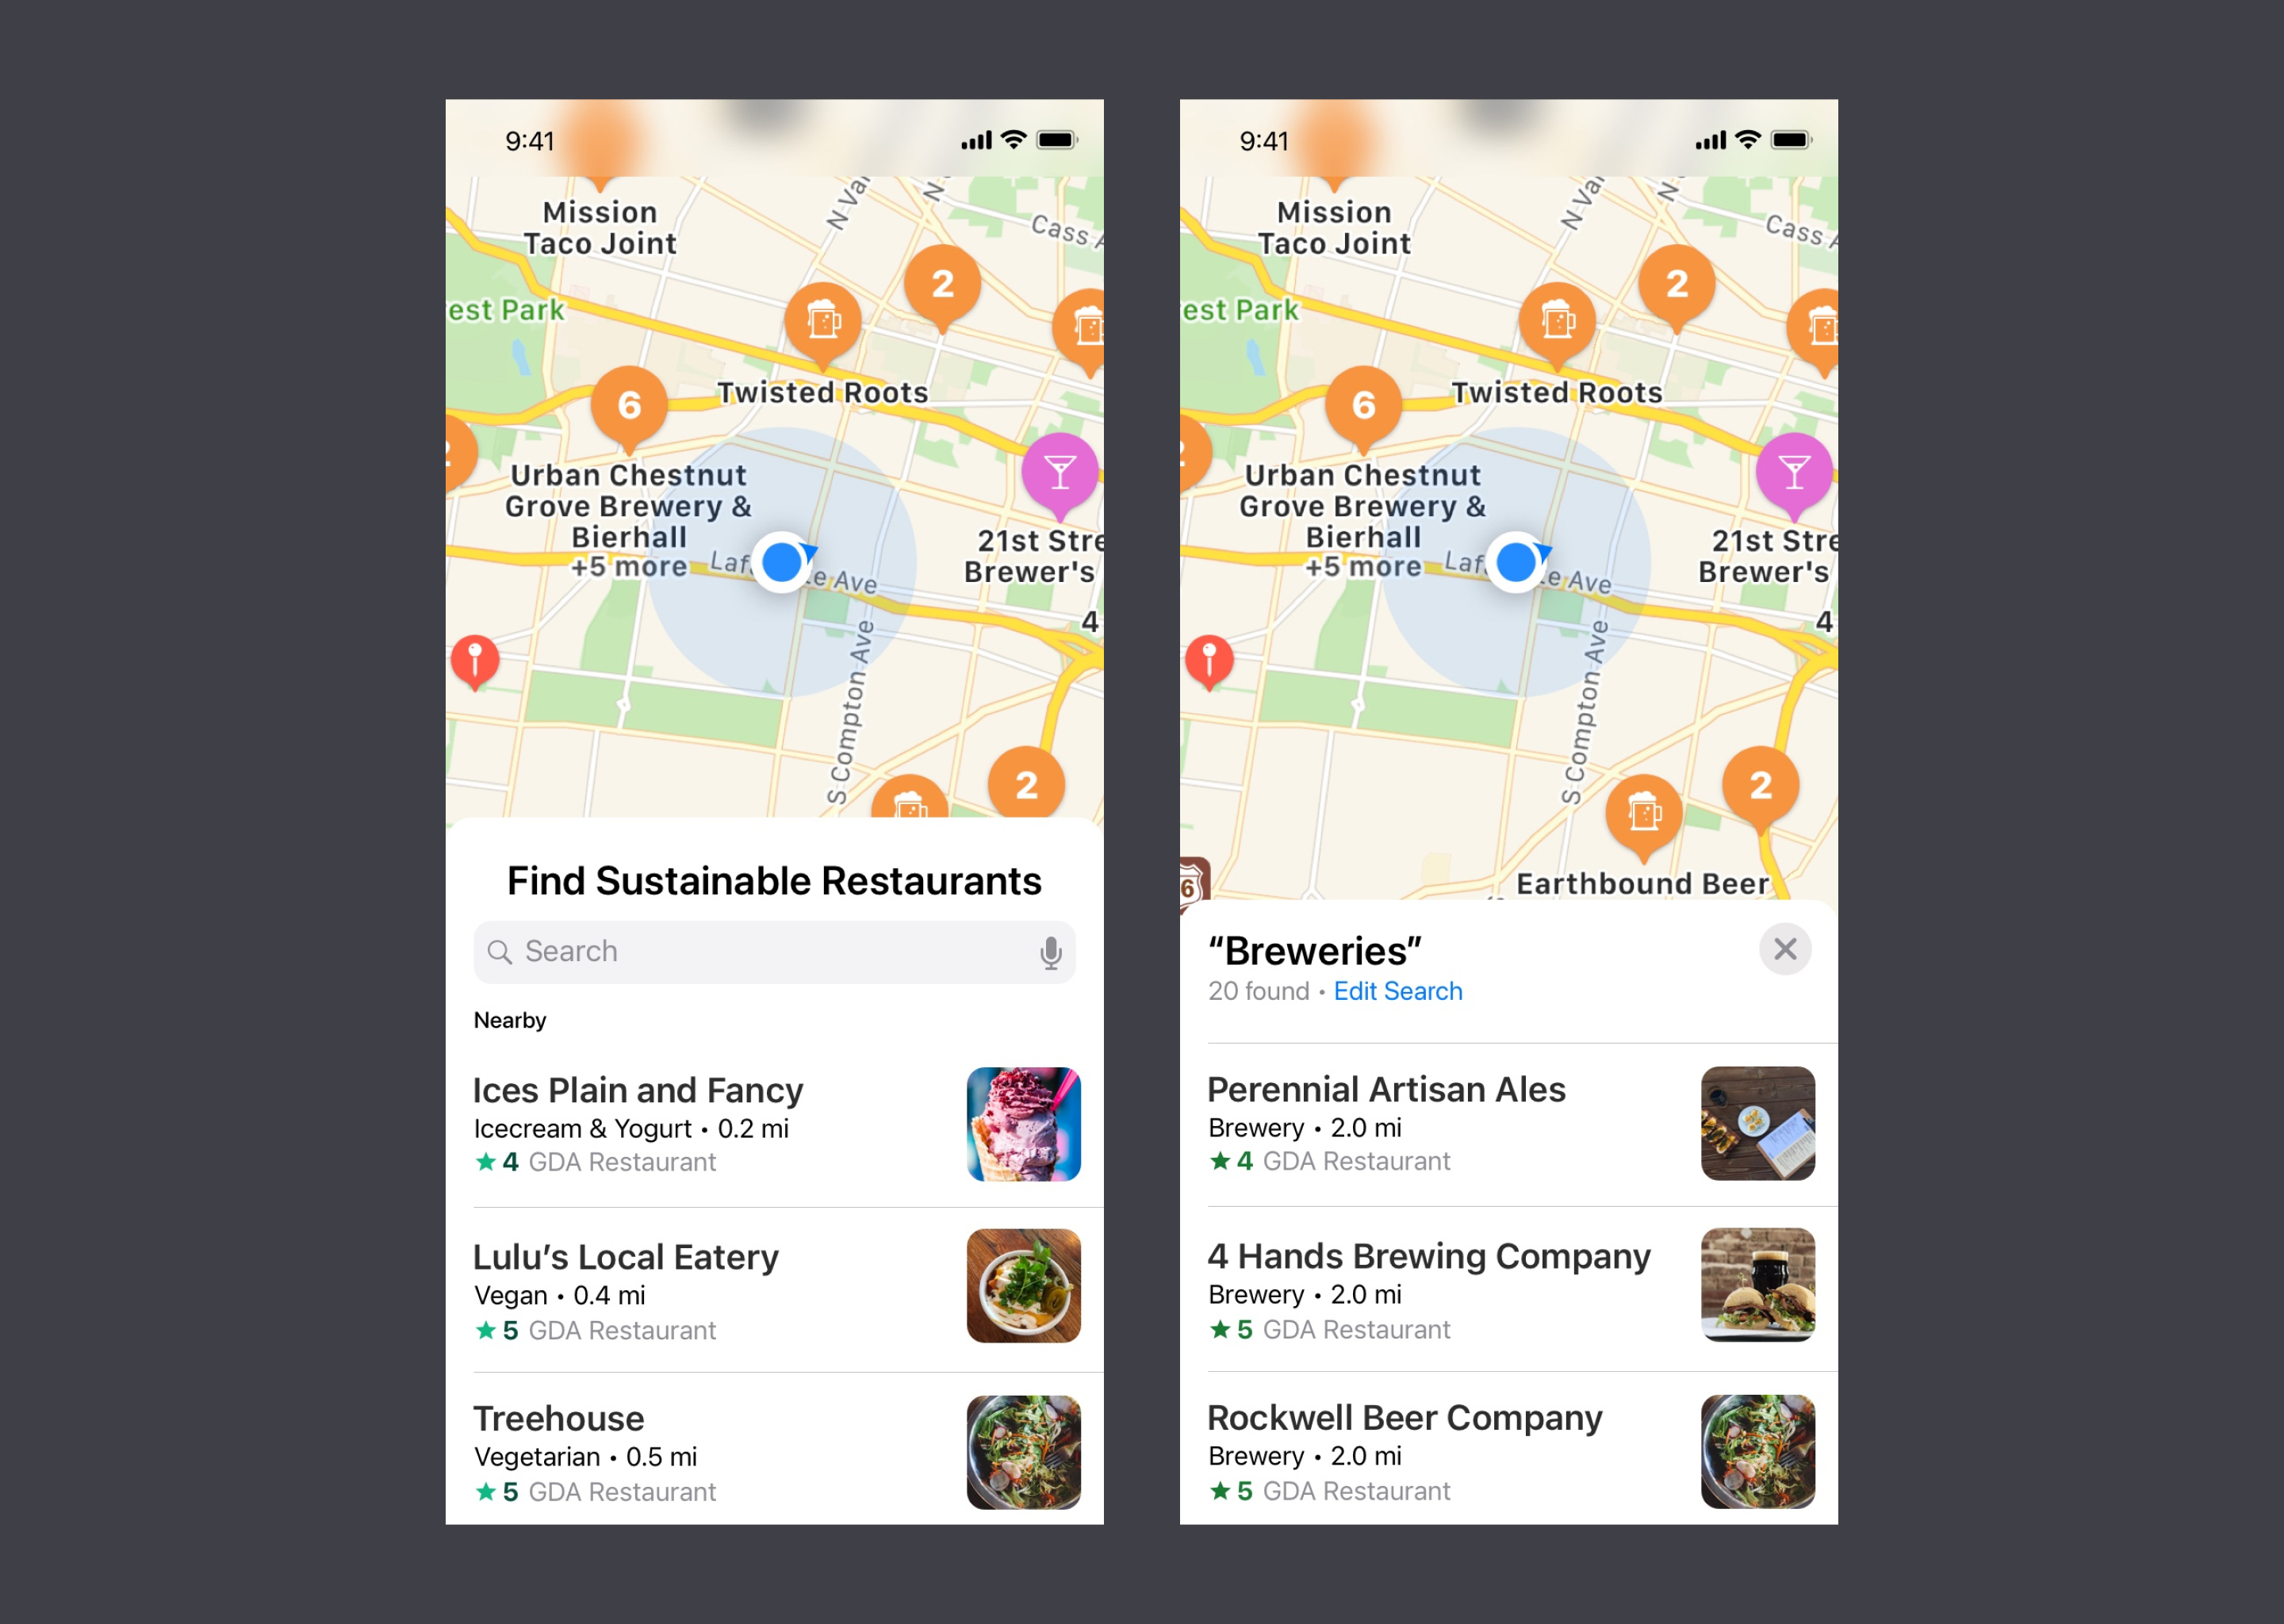 9:41
Mission
Taco Joint
N Va
N
Cass A
2
est Park
Twisted Roots
6
2
Urban Chestnut
Grove Brewery &
Bierhall
+5 more
Laf
e Ave
21st Stre
Brewer's
4
S Compton Ave
2
Find Sustainable Restaurants
Search
Nearby
Ices Plain and Fancy
Icecream & Yogurt • 0.2 mi
★ 4 GDA Restaurant
Lulu’s Local Eatery
Vegan • 0.4 mi
★ 5 GDA Restaurant
Treehouse
Vegetarian • 0.5 mi
★ 5 GDA Restaurant
9:41
Mission
Taco Joint
N Va
N
Cass A
2
est Park
Twisted Roots
6
2
Urban Chestnut
Grove Brewery &
Bierhall
+5 more
Laf
e Ave
21st Stre
Brewer's
4
S Compton Ave
2
6
Earthbound Beer
“Breweries”
20 found • Edit Search
Perennial Artisan Ales
Brewery • 2.0 mi
★ 4 GDA Restaurant
4 Hands Brewing Company
Brewery • 2.0 mi
★ 5 GDA Restaurant
Rockwell Beer Company
Brewery • 2.0 mi
★ 5 GDA Restaurant